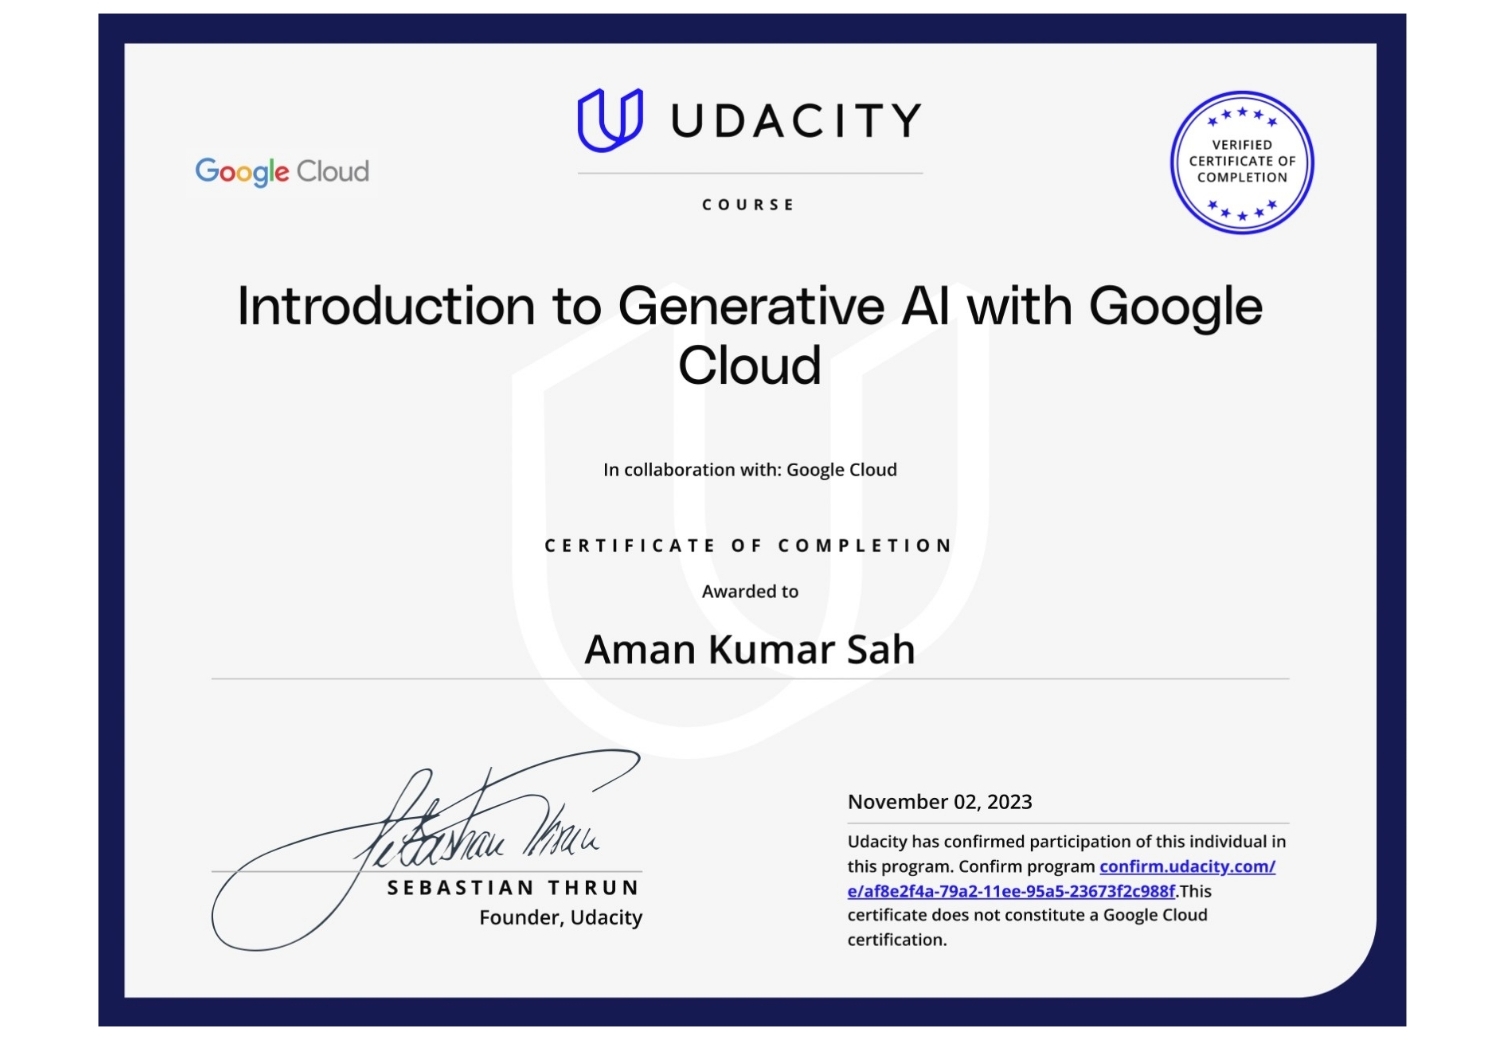 UDACITY
Google Cloud
VERIFIED
CERTIFICATE OF
COMPLETION
COURSE
Introduction to Generative AI with Google
Cloud
In collaboration with: Google Cloud
CERTIFICATE OF COMPLETION
Awarded to
Aman Kumar Sah
Sebastian Thrun
SEBASTIAN THRUN
Founder, Udacity
November 02, 2023
Udacity has confirmed participation of this individual in
this program. Confirm program confirm.udacity.com/
e/af8e2f4a-79a2-11ee-95a5-23673f2c988f.This
certificate does not constitute a Google Cloud
certification.